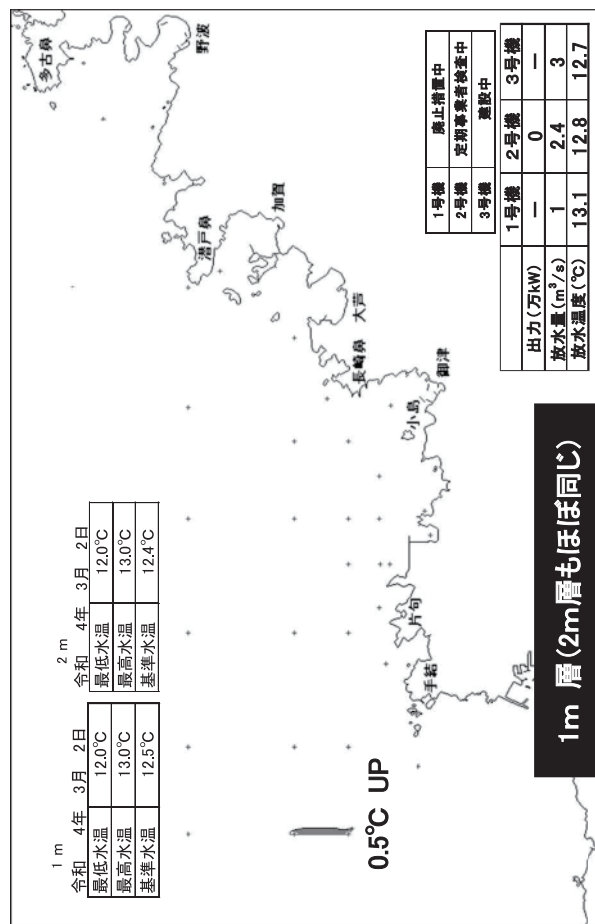 1 m
令和 4年 3月 2日
最低水温 12.0℃
最高水温 13.0℃
基準水温 12.5℃
2 m
令和 4年 3月 2日
最低水温 12.0℃
最高水温 13.0℃
基準水温 12.4℃
0.5℃ UP
手結
片句
小島
御津
長崎鼻
大芦
加賀
潜戸鼻
野波
多古鼻
1号機 廃止措置中
2号機 定期事業者検査中
3号機 建設中
1号機 2号機 3号機
出力(万kW) — 0 —
放水量(m³/s) 1 2.4 3
放水温度(℃) 13.1 12.8 12.7
1m 層(2m層もほぼ同じ)